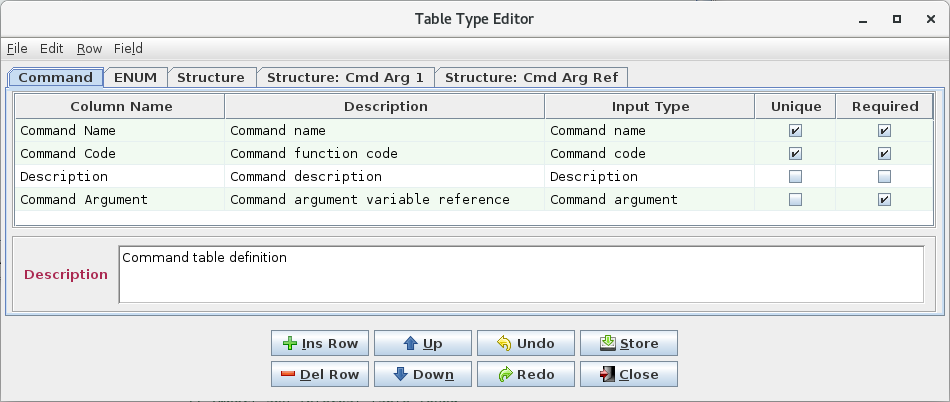 Table Type Editor
File Edit Row Field
Command ENUM Structure Structure: Cmd Arg 1 Structure: Cmd Arg Ref
Column Name Description Input Type Unique Required
Command Name Command name Command name
Command Code Command function code Command code
Description Command description Description
Command Argument Command argument variable reference Command argument
Description Command table definition
Ins Row Up Undo Store
Del Row Down Redo Close